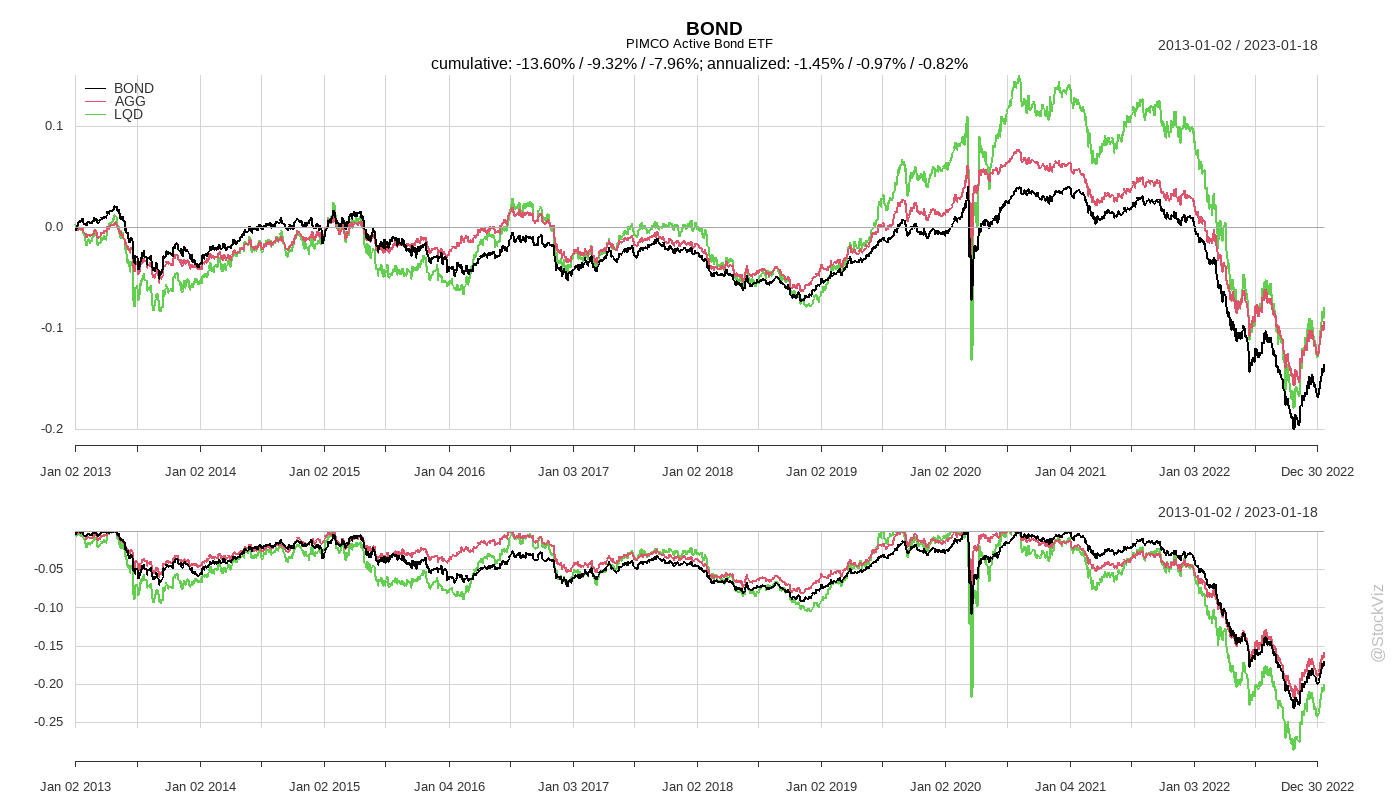 BOND
PIMCO Active Bond ETF
2013-01-02 / 2023-01-18
cumulative: -13.60% / -9.32% / -7.96%; annualized: -1.45% / -0.97% / -0.82%
BOND
AGG
LQD
0.1
0.0
-0.1
-0.2
Jan 02 2013 Jan 02 2014 Jan 02 2015 Jan 04 2016 Jan 03 2017 Jan 02 2018 Jan 02 2019 Jan 02 2020 Jan 04 2021 Jan 03 2022 Dec 30 2022
2013-01-02 / 2023-01-18
-0.05
-0.10
-0.15
-0.20
-0.25
Jan 02 2013 Jan 02 2014 Jan 02 2015 Jan 04 2016 Jan 03 2017 Jan 02 2018 Jan 02 2019 Jan 02 2020 Jan 04 2021 Jan 03 2022 Dec 30 2022
@StockViz